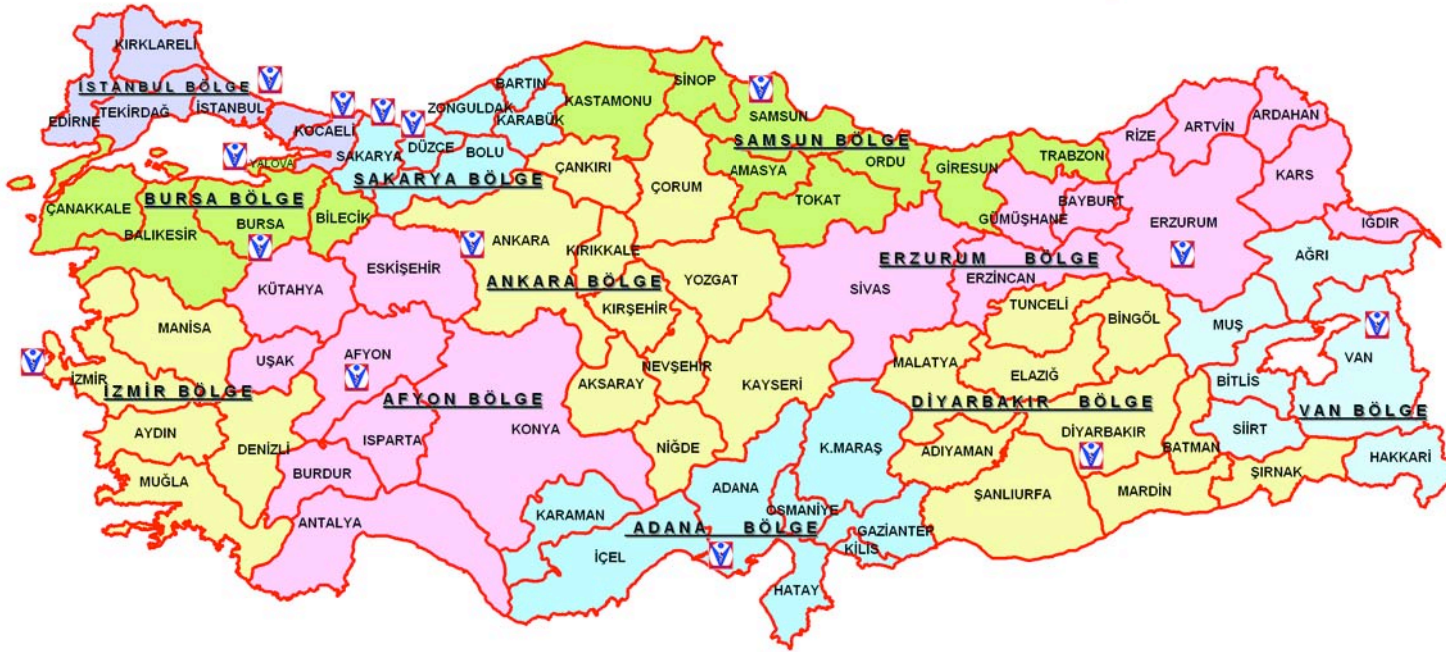 KIRKLARELİ
İSTANBUL BÖLGE
EDİRNE
TEKİRDAĞ
İSTANBUL
KOCAELİ
YALOVA
SAKARYA
DÜZCE
ZONGULDAK
BARTIN
KARABÜK
BOLU
SAKARYA BÖLGE
KASTAMONU
SİNOP
SAMSUN
SAMSUN BÖLGE
ÇANKIRI
ÇORUM
AMASYA
ORDU
TOKAT
GİRESUN
TRABZON
RİZE
ARTVİN
ARDAHAN
KARS
BAYBURT
GÜMÜŞHANE
ERZURUM
IĞDIR
ÇANAKKALE
BURSA BÖLGE
BALIKESİR
BURSA
BİLECİK
ESKİŞEHİR
KÜTAHYA
ANKARA
KIRIKKALE
ANKARA BÖLGE
YOZGAT
KIRŞEHİR
SİVAS
ERZURUM BÖLGE
ERZİNCAN
AĞRI
TUNCELİ
BİNGÖL
MUŞ
VAN
BİTLİS
MANİSA
UŞAK
AFYON
İZMİR
İZMİR BÖLGE
AFYON BÖLGE
AKSARAY
NEVŞEHİR
KAYSERİ
MALATYA
ELAZIĞ
DİYARBAKIR BÖLGE
VAN BÖLGE
AYDIN
DENİZLİ
ISPARTA
KONYA
NİĞDE
K.MARAŞ
ADIYAMAN
DİYARBAKIR
BATMAN
SİİRT
HAKKARİ
ŞIRNAK
MUĞLA
BURDUR
ANTALYA
KARAMAN
ADANA
OSMANİYE
ADANA BÖLGE
GAZİANTEP
KİLİS
ŞANLIURFA
MARDİN
İÇEL
HATAY